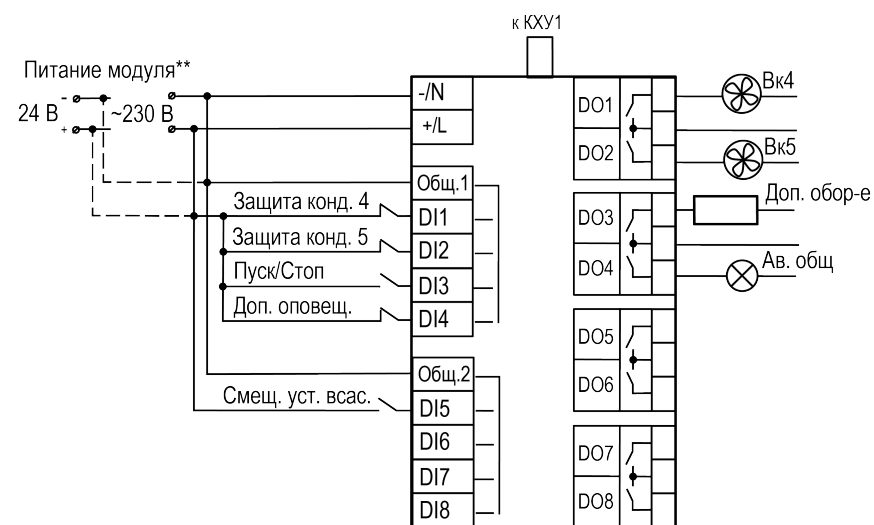 к КХУ1
Питание модуля**
-
24 В
+
~230 В
-/N
+/L
Общ.1
Защита конд. 4
DI1
Защита конд. 5
DI2
Пуск/Стоп
DI3
Доп. оповещ.
DI4
Общ.2
Смещ. уст. всас.
DI5
DI6
DI7
DI8
DO1
Вк4
DO2
Вк5
DO3
Доп. обор-е
DO4
Ав. общ
DO5
DO6
DO7
DO8